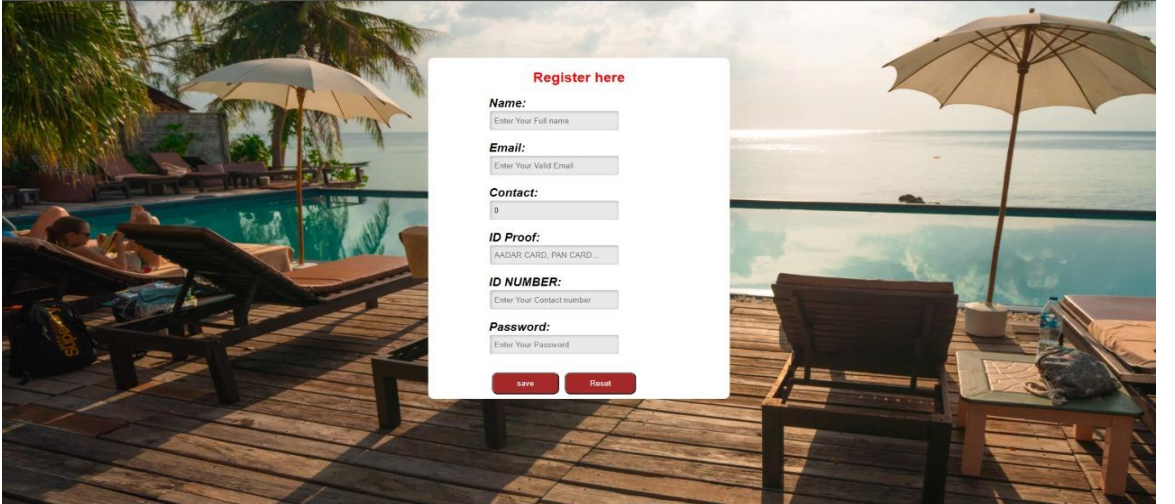 Register here
Name:
Enter Your Full name
Email:
Enter Your Valid Email
Contact:
0
ID Proof:
AADAR CARD, PAN CARD...
ID NUMBER:
Enter Your Contact number
Password:
Enter Your Password
save Reset
adidas